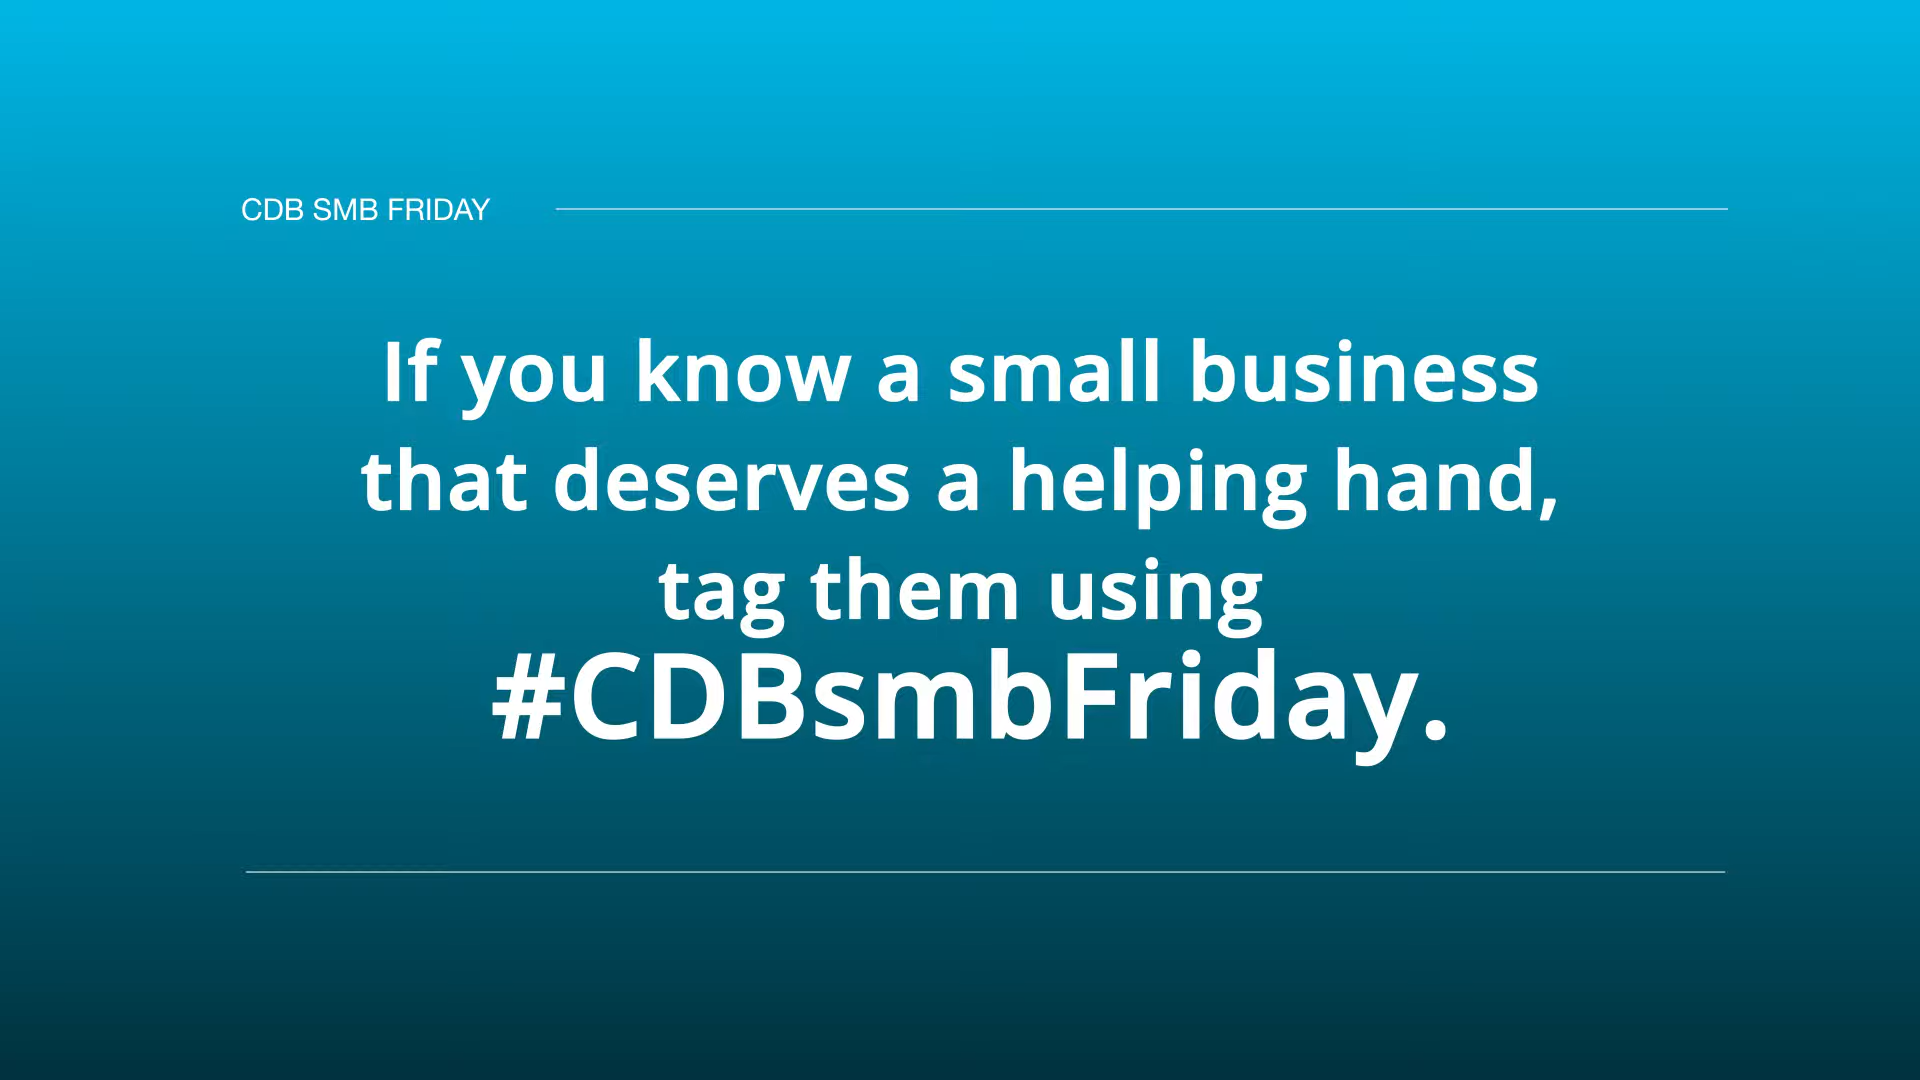 CDB SMB FRIDAY
If you know a small business
that deserves a helping hand,
tag them using
#CDBsmbFriday.